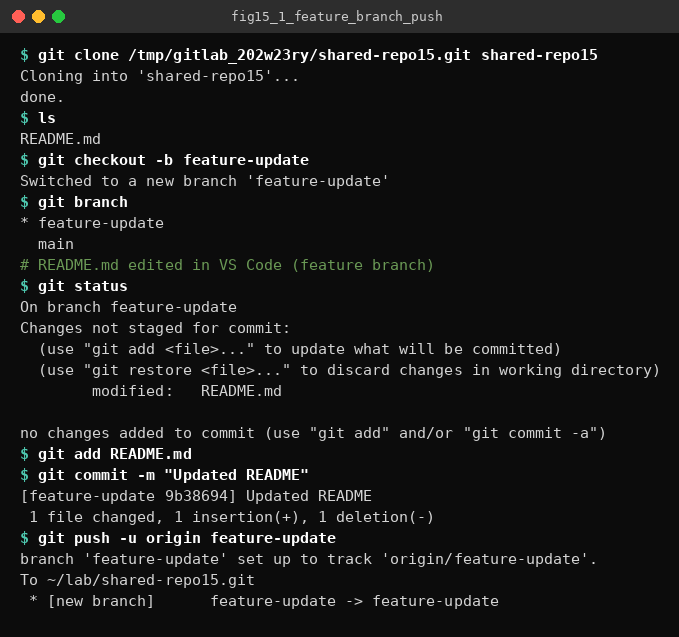 fig15_1_feature_branch_push
$ git clone /tmp/gitlab_202w23ry/shared-repo15.git shared-repo15
Cloning into 'shared-repo15'...
done.
$ ls
README.md
$ git checkout -b feature-update
Switched to a new branch 'feature-update'
$ git branch
* feature-update
  main
# README.md edited in VS Code (feature branch)
$ git status
On branch feature-update
Changes not staged for commit:
  (use "git add <file>..." to update what will be committed)
  (use "git restore <file>..." to discard changes in working directory)
        modified:   README.md

no changes added to commit (use "git add" and/or "git commit -a")
$ git add README.md
$ git commit -m "Updated README"
[feature-update 9b38694] Updated README
 1 file changed, 1 insertion(+), 1 deletion(-)
$ git push -u origin feature-update
branch 'feature-update' set up to track 'origin/feature-update'.
To ~/lab/shared-repo15.git
 * [new branch]      feature-update -> feature-update